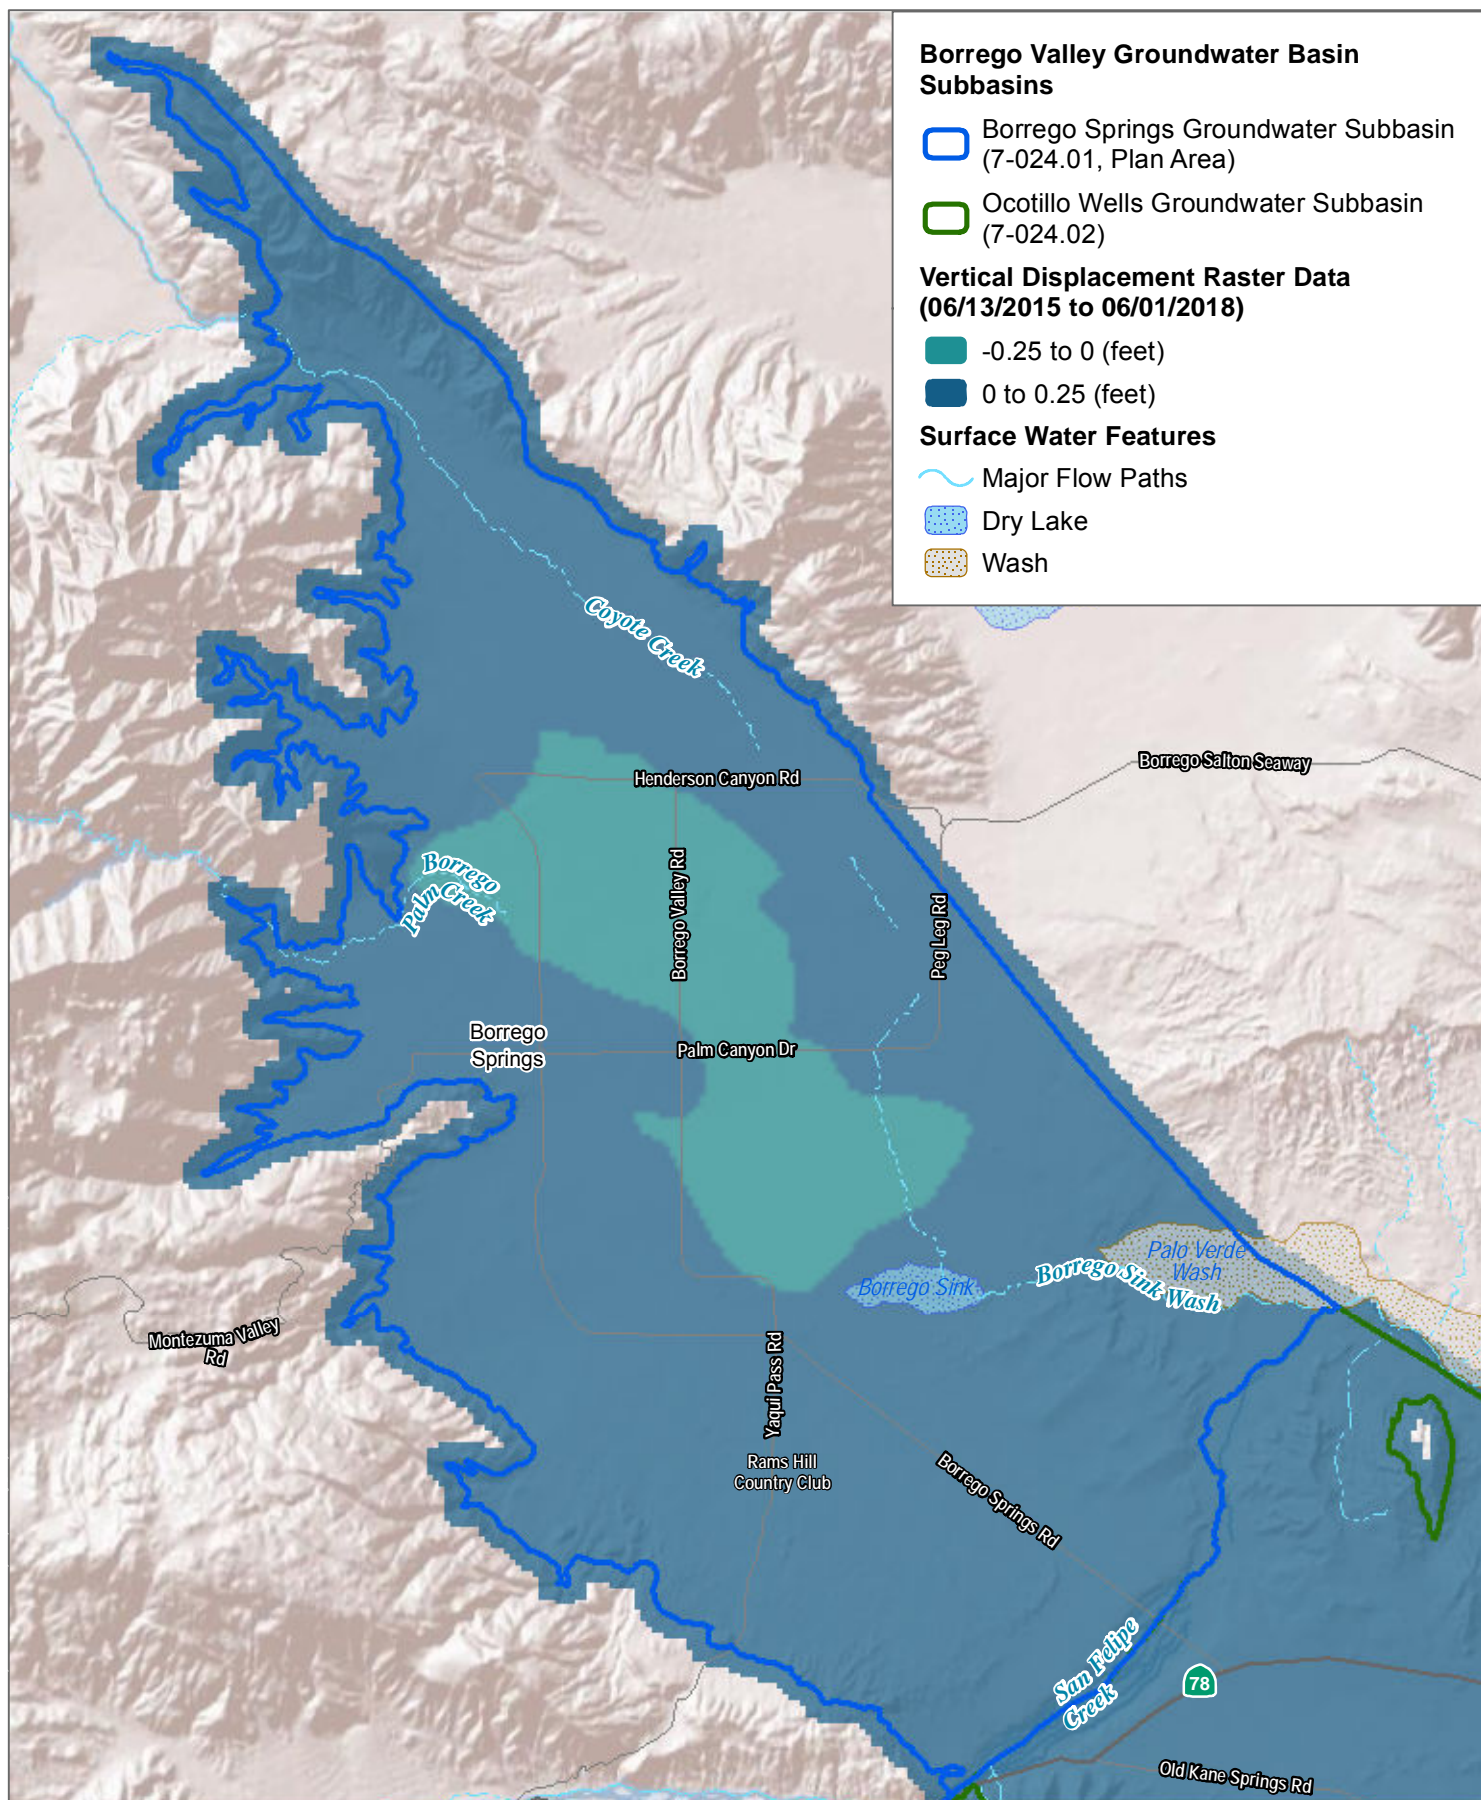 Borrego Valley Groundwater Basin
Subbasins
Borrego Springs Groundwater Subbasin
(7-024.01, Plan Area)
Ocotillo Wells Groundwater Subbasin
(7-024.02)
Vertical Displacement Raster Data
(06/13/2015 to 06/01/2018)
-0.25 to 0 (feet)
0 to 0.25 (feet)
Surface Water Features
Major Flow Paths
Dry Lake
Wash
Coyote Creek
Henderson Canyon Rd
Borrego Salton Seaway
Borrego
Palm Creek
Borrego Valley Rd
Peg Leg Rd
Borrego
Springs
Palm Canyon Dr
Palo Verde
Wash
Borrego Sink
Borrego Sink Wash
Montezuma Valley
Rd
Yaqui Pass Rd
Rams Hill
Country Club
Borrego Springs Rd
San Felipe
Creek
78
Old Kane Springs Rd